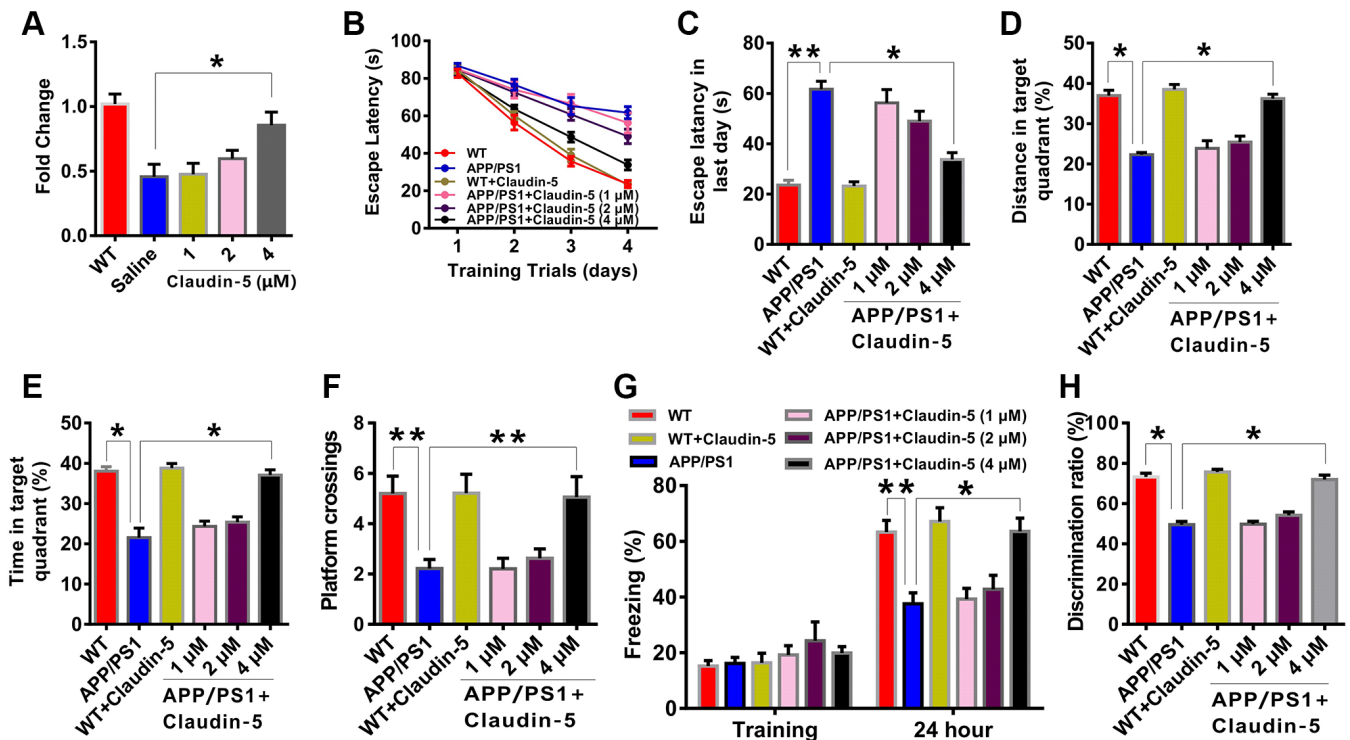 A
Fold Change
1.5
1.0
0.5
0.0
*
WT
Saline
1
2
4
Claudin-5 (μM)
B
Escape Latency (s)
100
80
60
40
20
0
WT
APP/PS1
WT+Claudin-5
APP/PS1+Claudin-5 (1 μM)
APP/PS1+Claudin-5 (2 μM)
APP/PS1+Claudin-5 (4 μM)
1 2 3 4
Training Trials (days)
C
Escape latancy in
last day (s)
80
60
40
20
0
** *
WT
APP/PS1
WT+Claudin-5
1 μM
2 μM
4 μM
APP/PS1+
Claudin-5
D
Distance in target
quadrant (%)
50
40
30
20
10
0
* *
WT
APP/PS1
WT+Claudin-5
1 μM
2 μM
4 μM
APP/PS1+
Claudin-5
E
Time in target
quadrant (%)
50
40
30
20
10
0
* *
WT
APP/PS1
WT+Claudin-5
1 μM
2 μM
4 μM
APP/PS1+
Claudin-5
F
Platform crossings
8
6
4
2
0
** **
WT
APP/PS1
WT+Claudin-5
1 μM
2 μM
4 μM
APP/PS1+
Claudin-5
G
WT
WT+Claudin-5
APP/PS1
APP/PS1+Claudin-5 (1 μM)
APP/PS1+Claudin-5 (2 μM)
APP/PS1+Claudin-5 (4 μM)
Freezing (%)
80
60
40
20
0
** *
Training
24 hour
H
Discrimination ratio (%)
100
80
60
40
20
0
* *
WT
APP/PS1
WT+Claudin-5
1 μM
2 μM
4 μM
APP/PS1+
Claudin-5